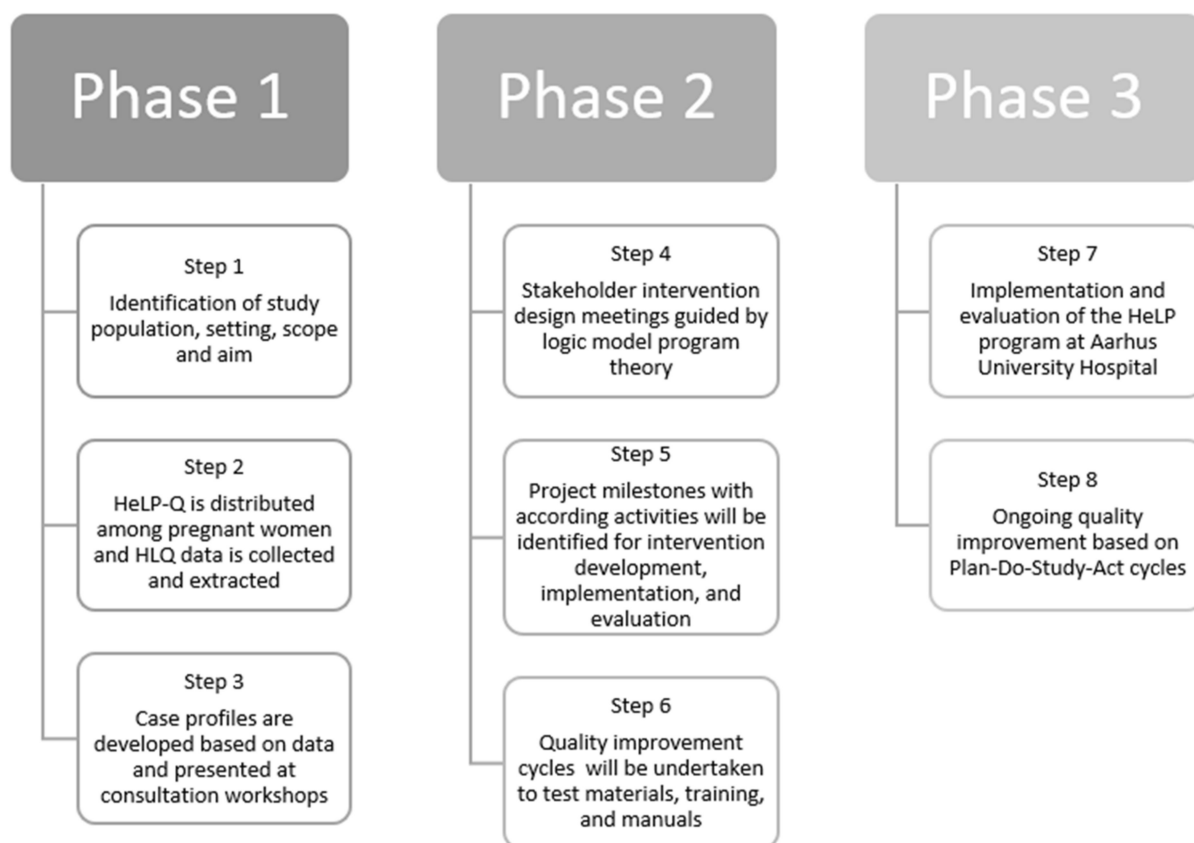 Phase 1
Step 1
Identification of study
population, setting, scope
and aim
Step 2
HeLP-Q is distributed
among pregnant women
and HLQ data is collected
and extracted
Step 3
Case profiles are
developed based on data
and presented at
consultation workshops
Phase 2
Step 4
Stakeholder intervention
design meetings guided by
logic model program
theory
Step 5
Project milestones with
according activities will be
identified for intervention
development,
implementation, and
evaluation
Step 6
Quality improvement
cycles will be undertaken
to test materials, training,
and manuals
Phase 3
Step 7
Implementation and
evaluation of the HeLP
program at Aarhus
University Hospital
Step 8
Ongoing quality
improvement based on
Plan-Do-Study-Act cycles